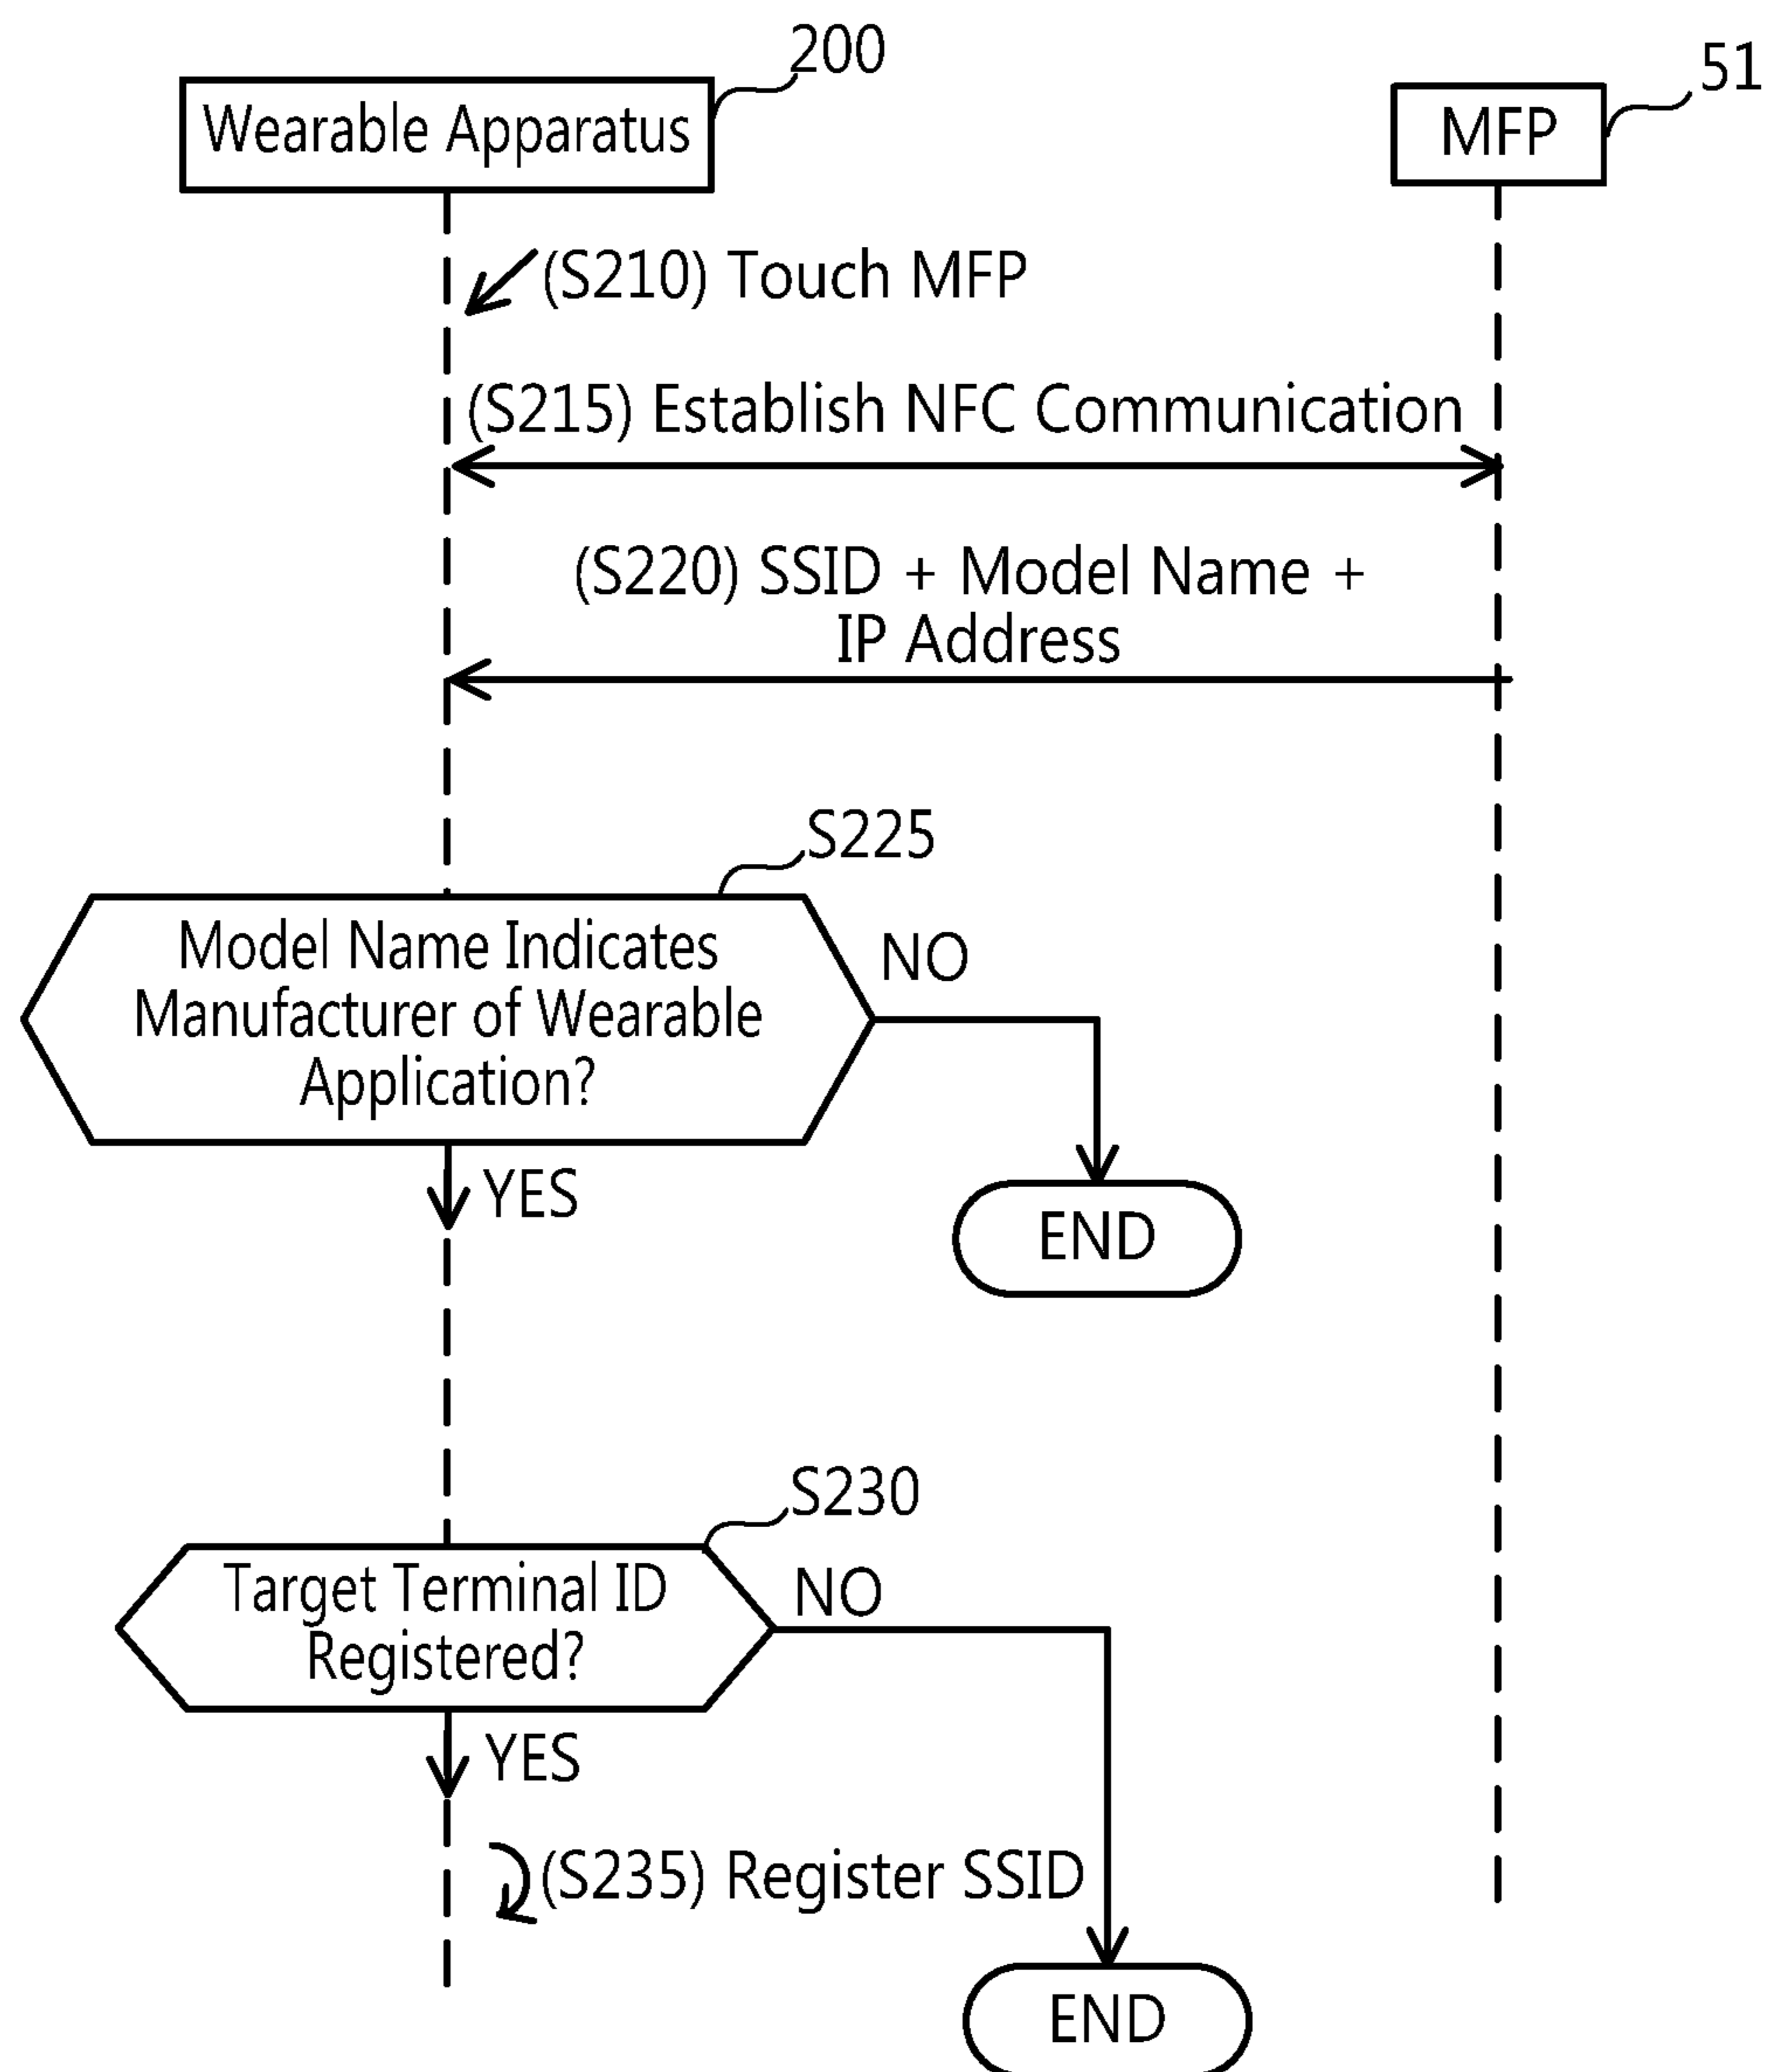 200
51
Wearable Apparatus
MFP
(S210) Touch MFP
(S215) Establish NFC Communication
(S220) SSID + Model Name +
IP Address
S225
Model Name Indicates
Manufacturer of Wearable
Application?
NO
YES
END
S230
Target Terminal ID
Registered?
NO
YES
(S235) Register SSID
END